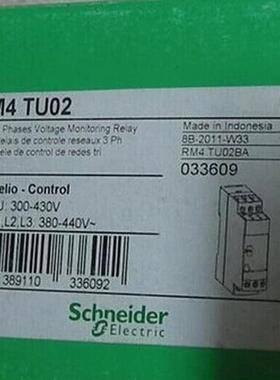 M4 TU02
Phases Voltage Monitoring Relay
elais de controle reseaux 3 Ph
ele de control de redes tri
Made in Indonesia
8B-2011-W33
RM4 TU02BA
033609
elio - Control
U: 300-430V
,L2,L3. 380-440V~
389110
336092
Schneider
Electric